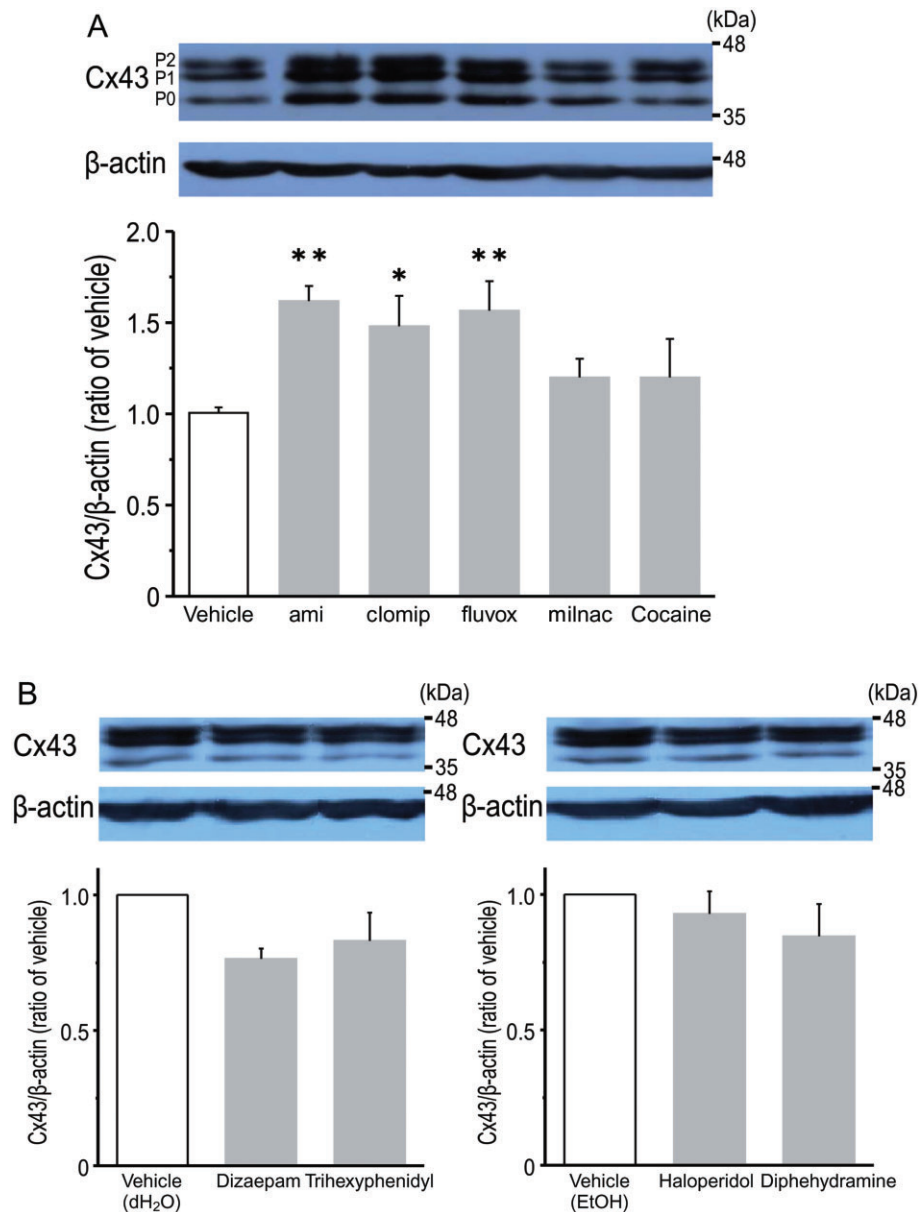 A
(kDa)
48
Cx43
P2
P1
P0
35
β-actin
48
Cx43/β-actin (ratio of vehicle)
2.0
1.5
1.0
0.5
0
** * **
Vehicle ami clomip fluvox milnac Cocaine
B
(kDa)
48
Cx43
35
β-actin
48
Cx43/β-actin (ratio of vehicle)
1.0
0.5
0
Vehicle Dizaepam Trihexyphenidyl
(dH₂O)
(kDa)
48
Cx43
35
β-actin
48
Cx43/β-actin (ratio of vehicle)
1.0
0.5
0
Vehicle Haloperidol Diphehydramine
(EtOH)